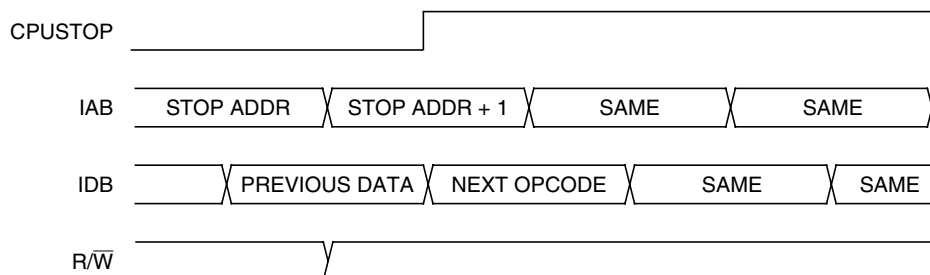 CPUSTOP
IAB STOP ADDR STOP ADDR + 1 SAME SAME
IDB PREVIOUS DATA NEXT OPCODE SAME SAME
R/W̅